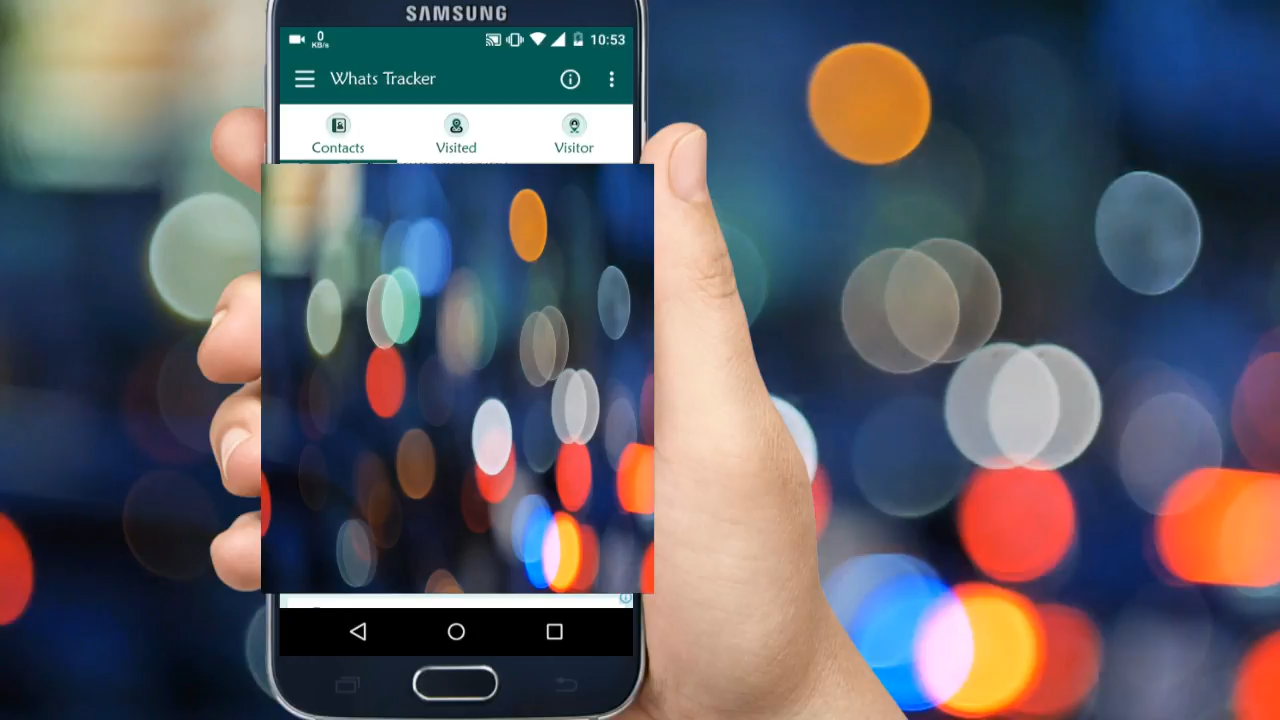 SAMSUNG
0
KB/s
10:53
Whats Tracker
Contacts
Visited
Visitor